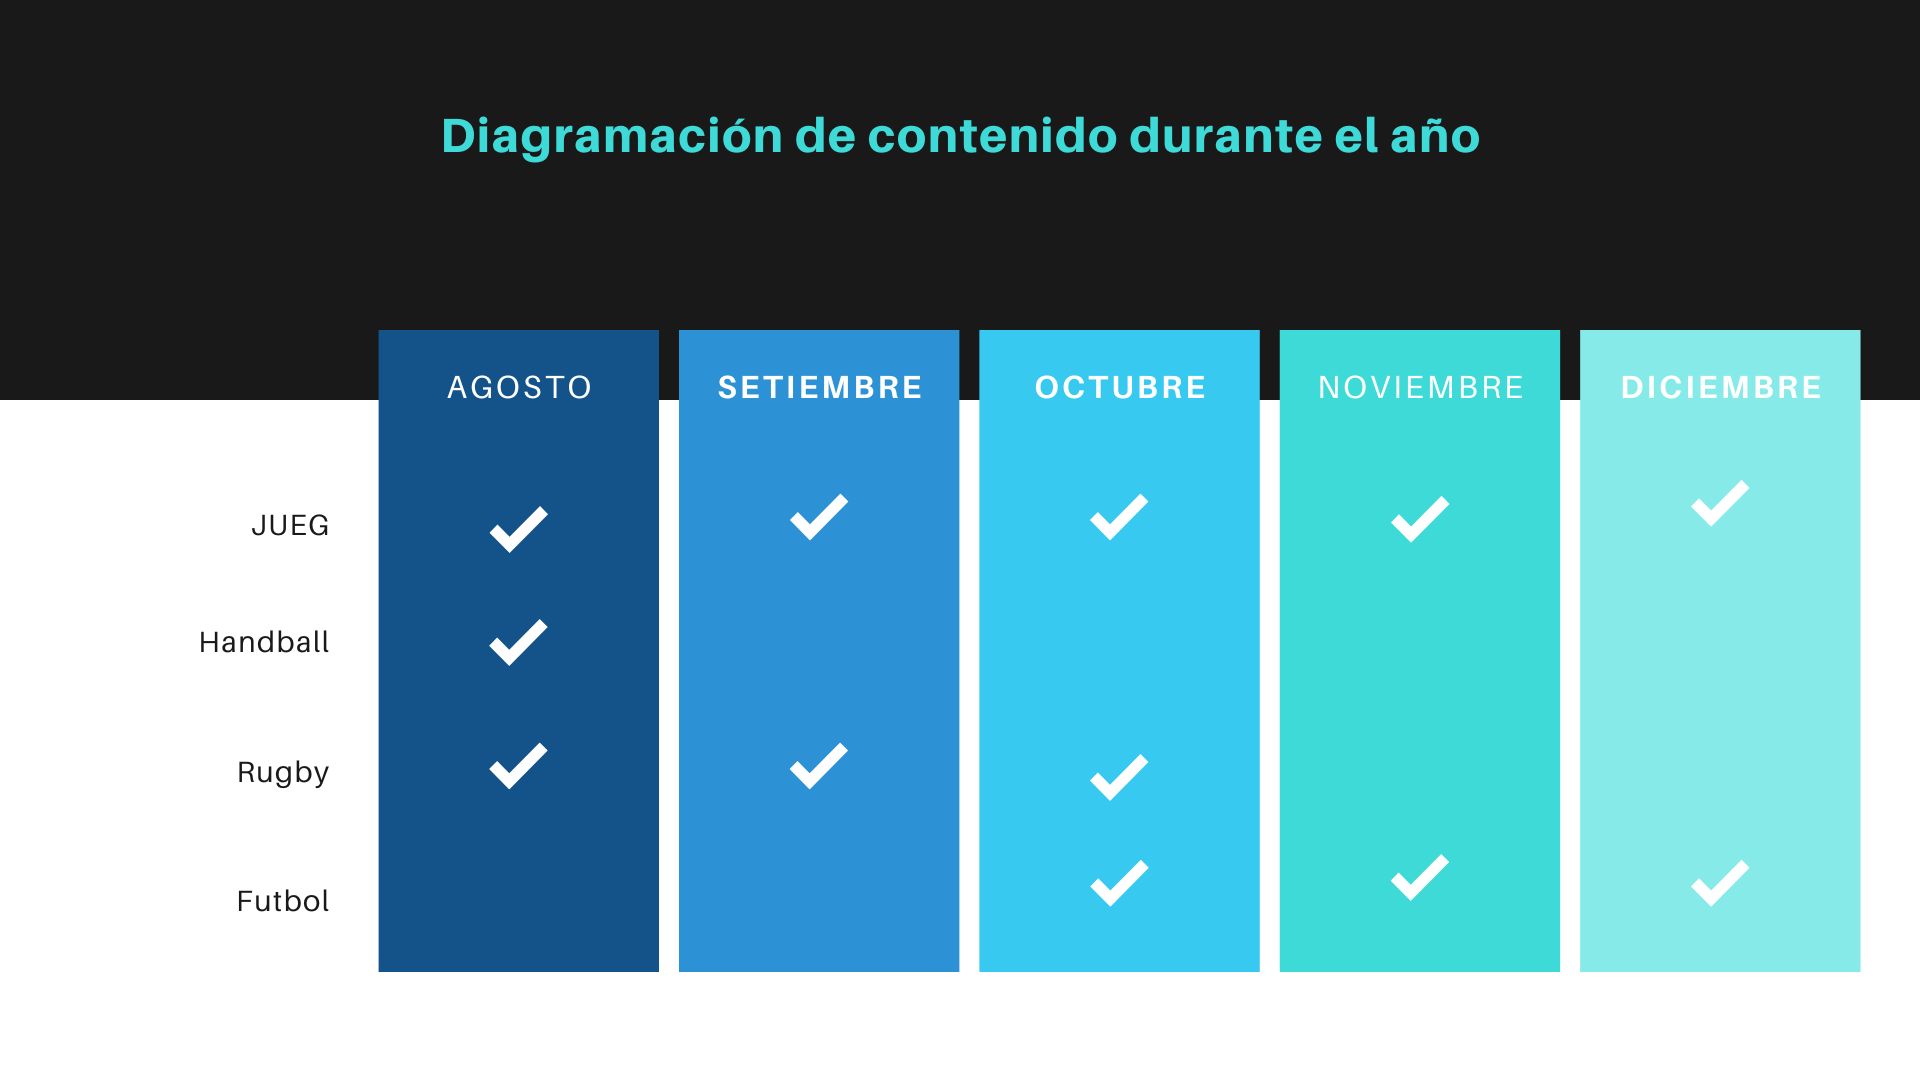 Diagramación de contenido durante el año
AGOSTO SETIEMBRE OCTUBRE NOVIEMBRE DICIEMBRE
JUEG
Handball
Rugby
Futbol